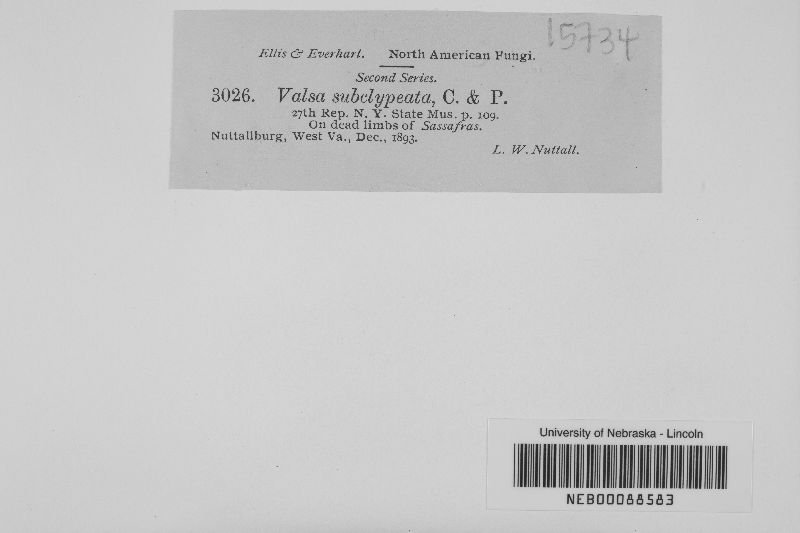 15734
Ellis & Everhart. North American Fungi.
Second Series.
3026. Valsa subclypeata, C. & P.
27th Rep. N. Y. State Mus. p. 109.
On dead limbs of Sassafras.
Nuttallburg, West Va., Dec., 1893.
L. W. Nuttall.
University of Nebraska - Lincoln
NEB00088583